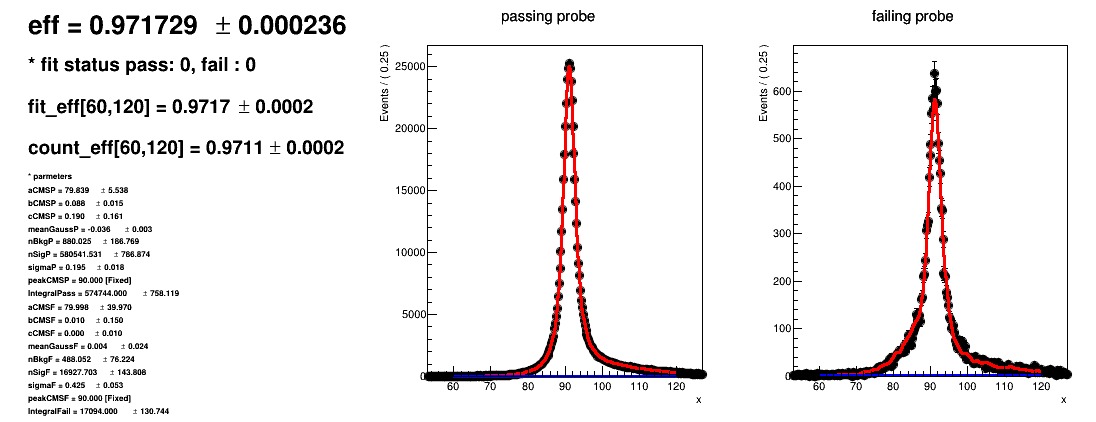 eff = 0.971729 ± 0.000236
* fit status pass: 0, fail : 0
fit_eff[60,120] = 0.9717 ± 0.0002
count_eff[60,120] = 0.9711 ± 0.0002
* parmeters
aCMSP = 79.839 ± 5.538
bCMSP = 0.088 ± 0.015
cCMSP = 0.190 ± 0.161
meanGaussP = -0.036 ± 0.003
nBkgP = 880.025 ± 186.769
nSigP = 580541.531 ± 786.874
sigmaP = 0.195 ± 0.018
peakCMSP = 90.000 [Fixed]
IntegralPass = 574744.000 ± 758.119
aCMSF = 79.998 ± 39.970
bCMSF = 0.010 ± 0.150
cCMSF = 0.000 ± 0.010
meanGaussF = 0.004 ± 0.024
nBkgF = 488.052 ± 76.224
nSigF = 16927.703 ± 143.808
sigmaF = 0.425 ± 0.053
peakCMSF = 90.000 [Fixed]
IntegralFail = 17094.000 ± 130.744
passing probe
Events / ( 0.25 )
25000
20000
15000
10000
5000
0
60 70 80 90 100 110 120
x
failing probe
Events / ( 0.25 )
600
500
400
300
200
100
0
60 70 80 90 100 110 120
x